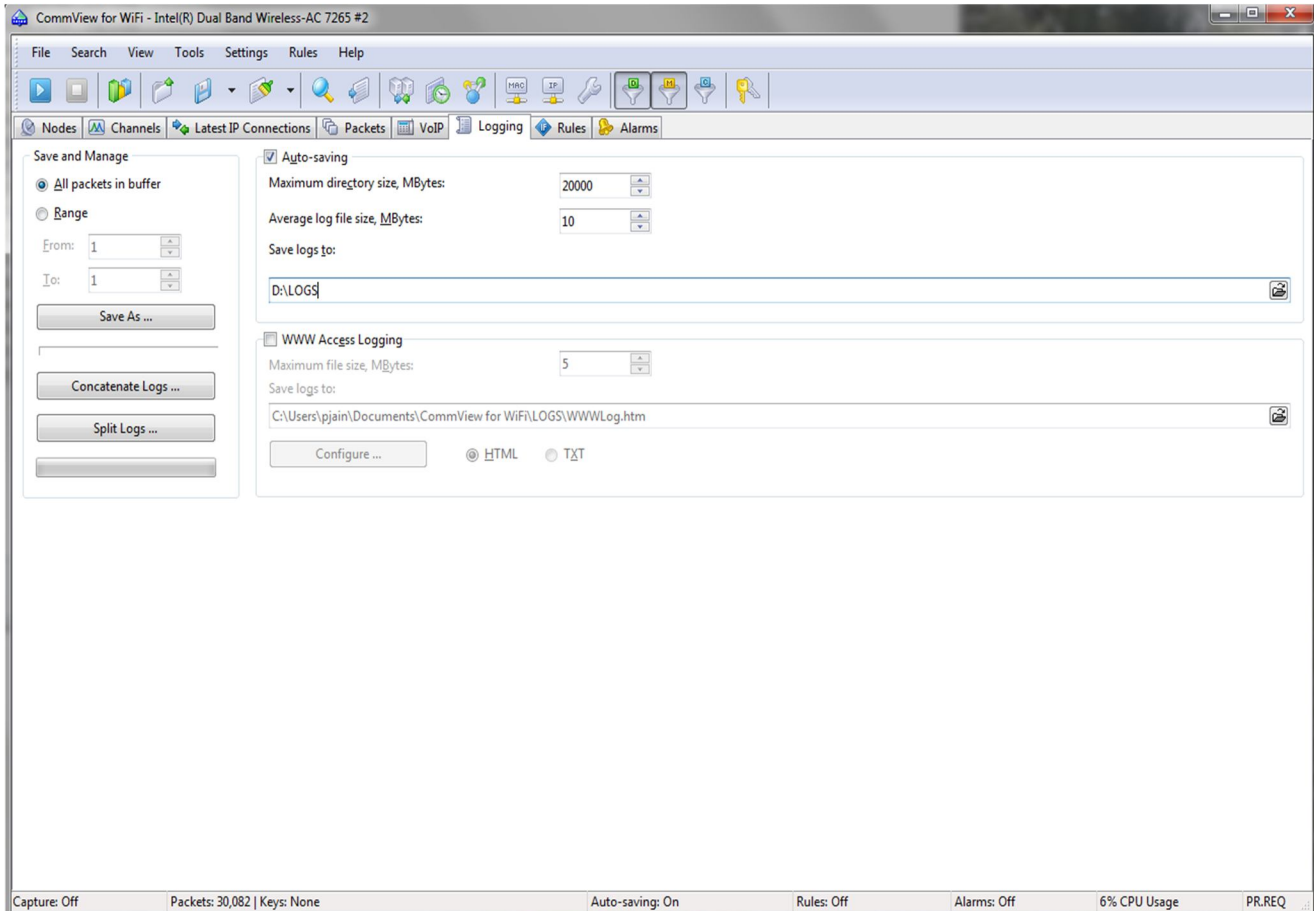 CommView for WiFi - Intel(R) Dual Band Wireless-AC 7265 #2
File Search View Tools Settings Rules Help
MAC IP D M C
Nodes Channels Latest IP Connections Packets VoIP Logging IF Rules Alarms
Save and Manage
All packets in buffer
Range
From: 1
To: 1
Save As ...
Concatenate Logs ...
Split Logs ...
Auto-saving
Maximum directory size, MBytes: 20000
Average log file size, MBytes: 10
Save logs to:
D:\LOGS
WWW Access Logging
Maximum file size, MBytes: 5
Save logs to:
C:\Users\pjain\Documents\CommView for WiFi\LOGS\WWWLog.htm
Configure ... HTML TXT
Capture: Off Packets: 30,082 | Keys: None Auto-saving: On Rules: Off Alarms: Off 6% CPU Usage PR.REQ